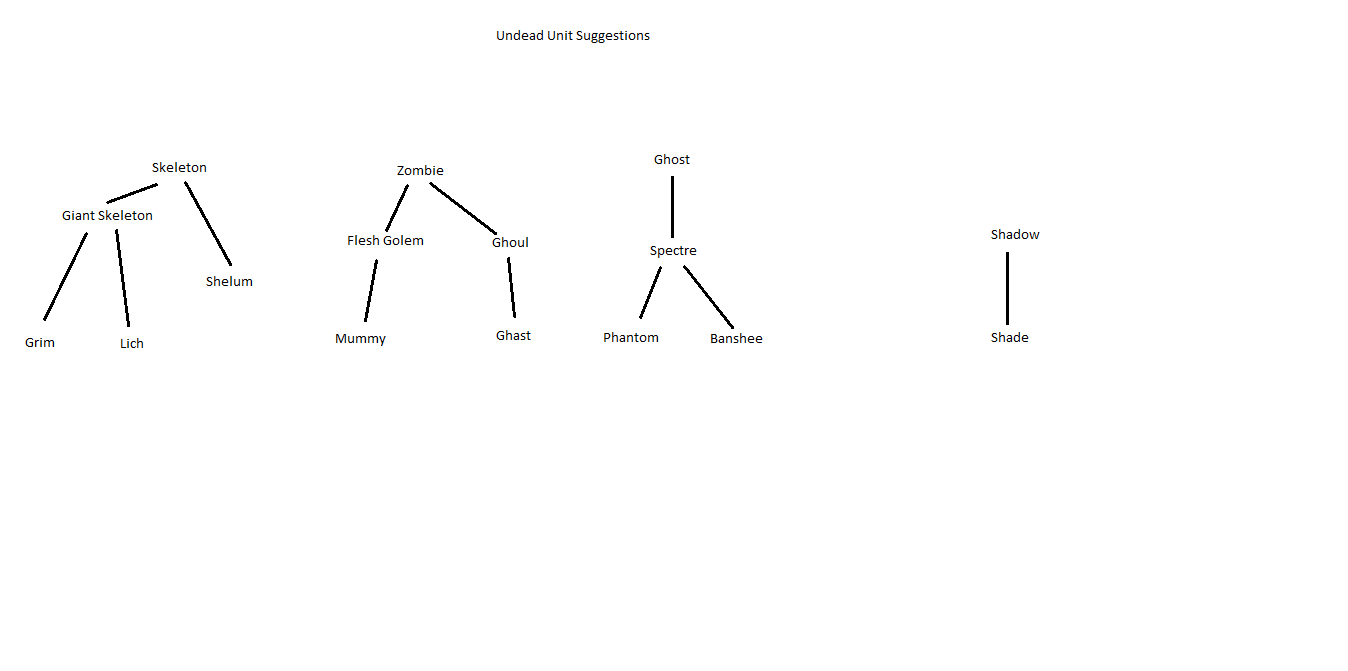 Undead Unit Suggestions
Skeleton
Zombie
Ghost
Giant Skeleton
Flesh Golem
Ghoul
Spectre
Shadow
Shelum
Grim
Lich
Mummy
Ghast
Phantom
Banshee
Shade